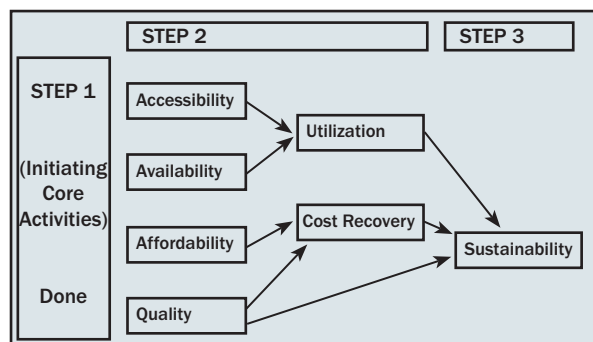 STEP 2
STEP 3
STEP 1
(Initiating
Core
Activities)
Done
Accessibility
Availability
Affordability
Quality
Utilization
Cost Recovery
Sustainability